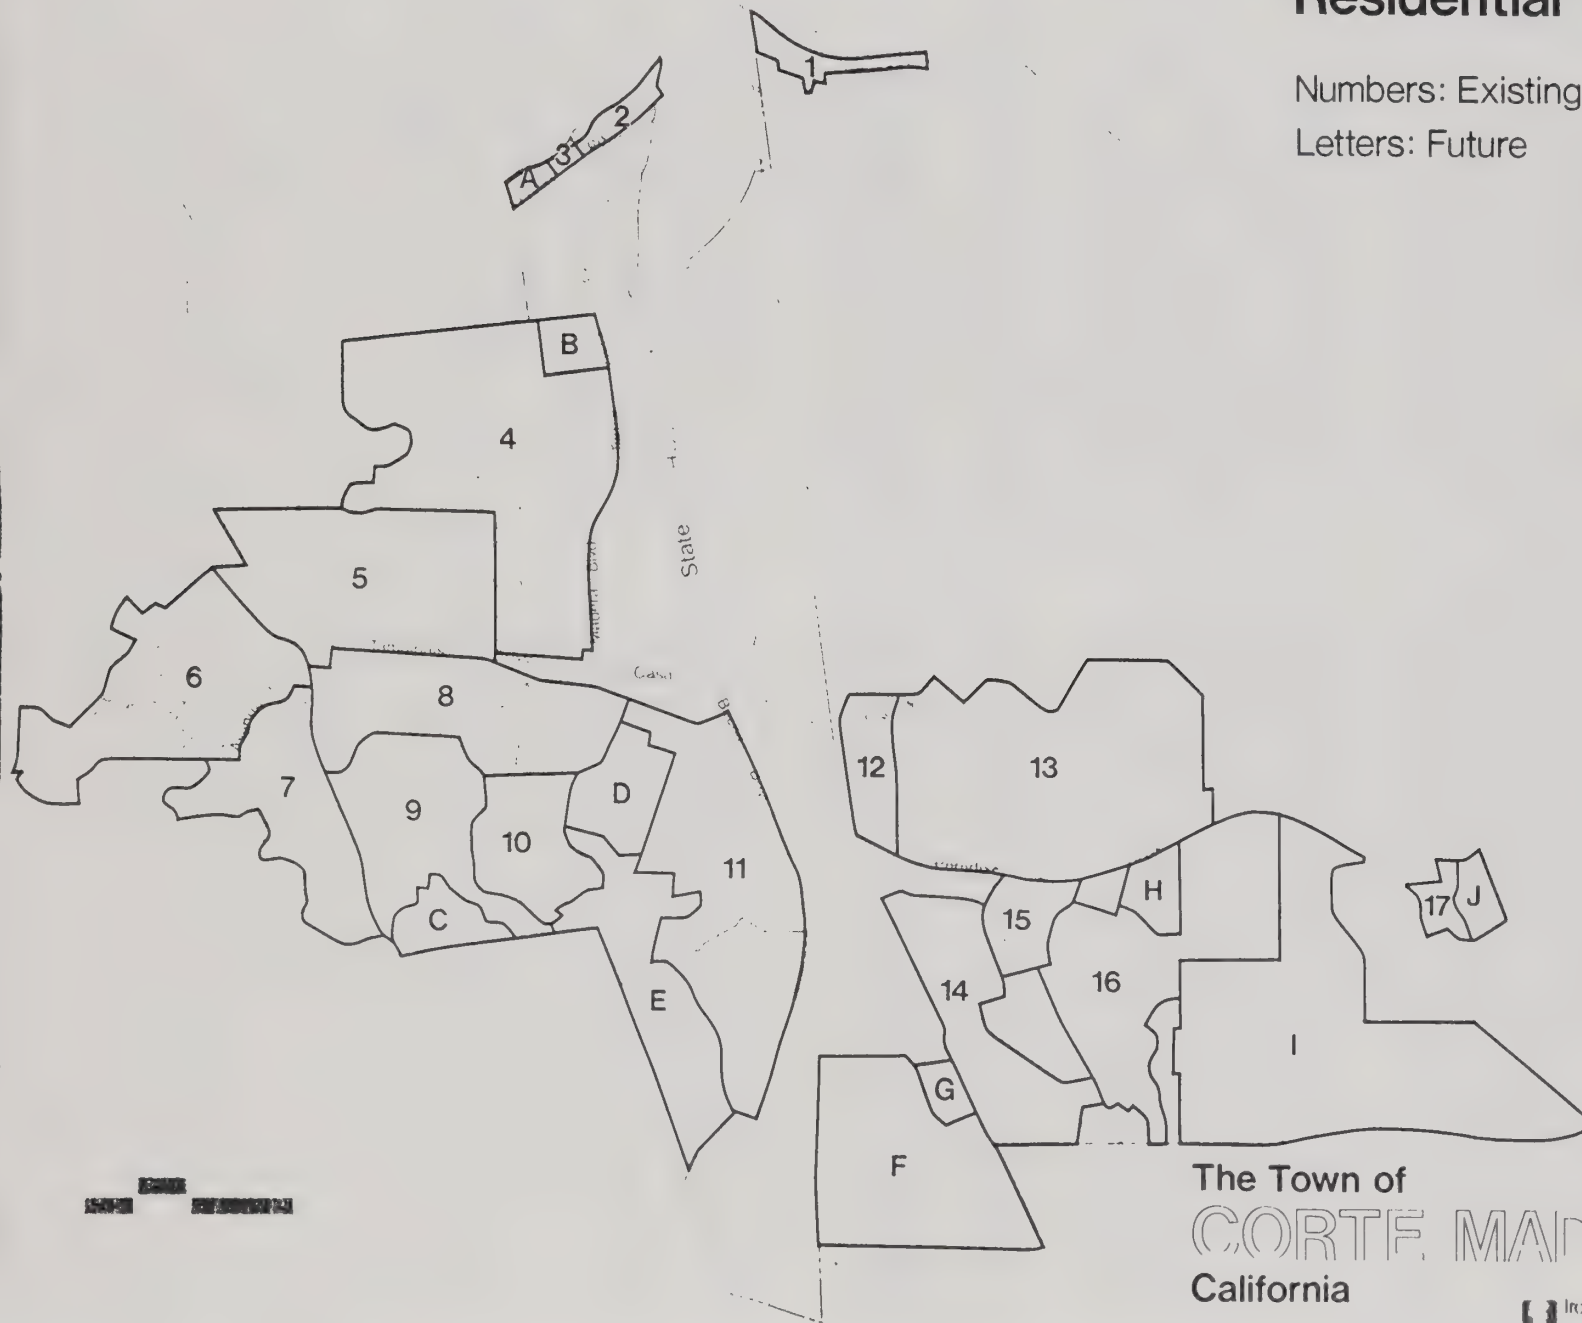 Residential
Numbers: Existing
Letters: Future
1
2
3
A
B
4
State
5
6
8
7
9
10
D
11
C
E
12
13
H
15
14
16
17
J
I
G
F
The Town of
CORTE MAD
California